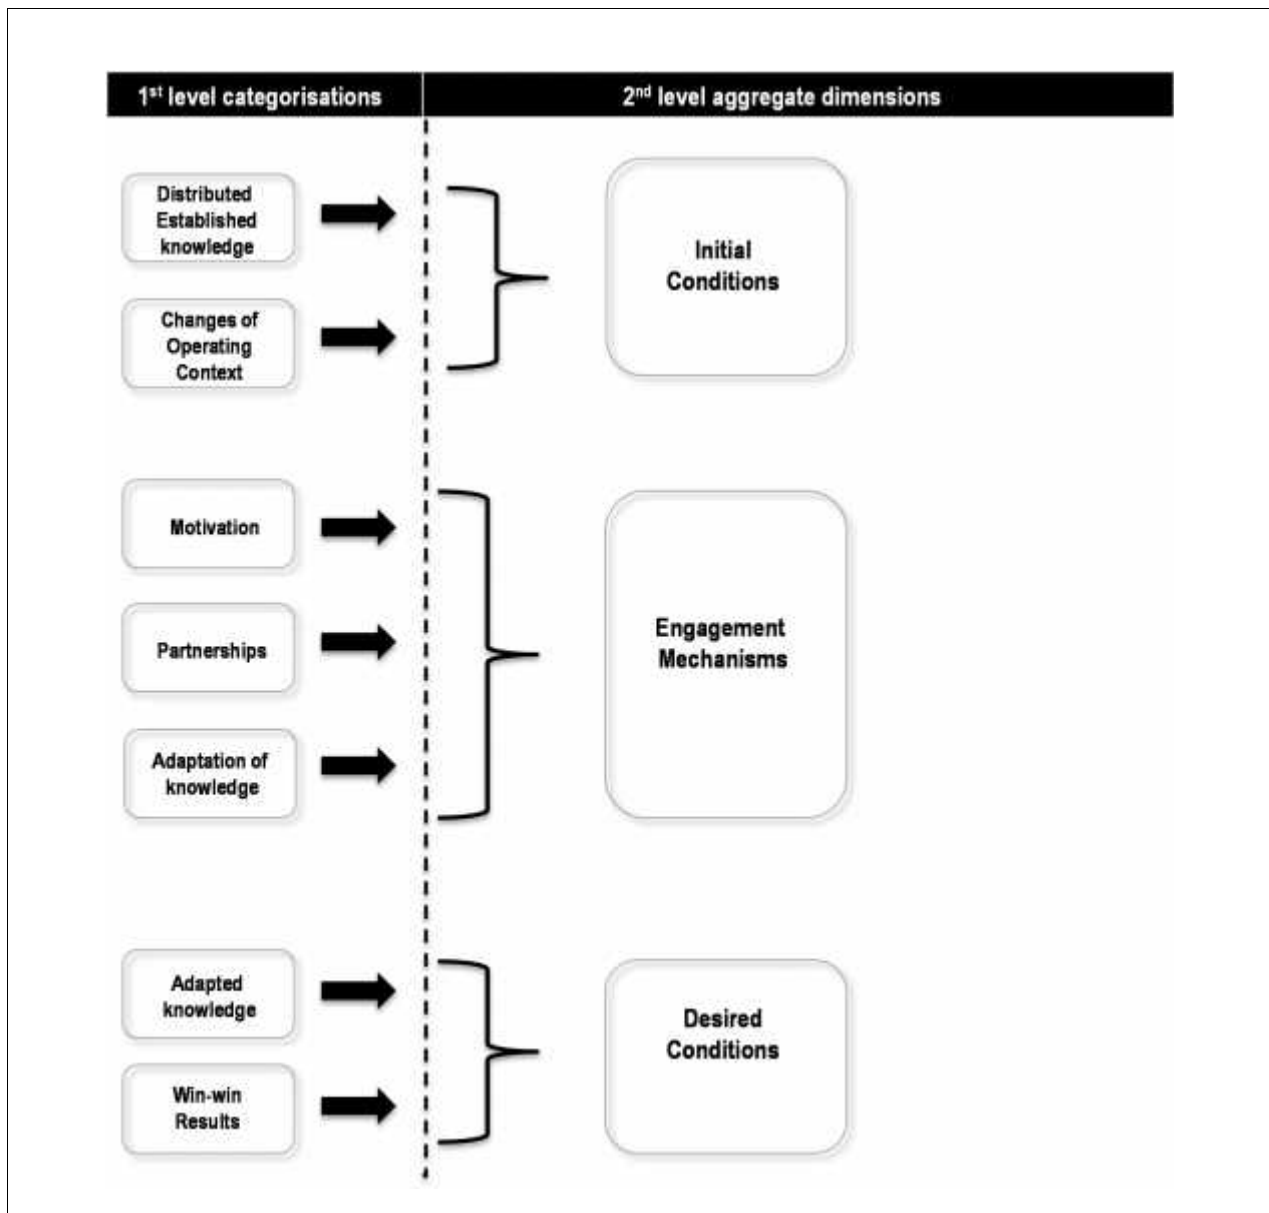 1st level categorisations
2nd level aggregate dimensions
Distributed
Established
knowledge
Changes of
Operating
Context
Initial
Conditions
Motivation
Partnerships
Adaptation of
knowledge
Engagement
Mechanisms
Adapted
knowledge
Win-win
Results
Desired
Conditions